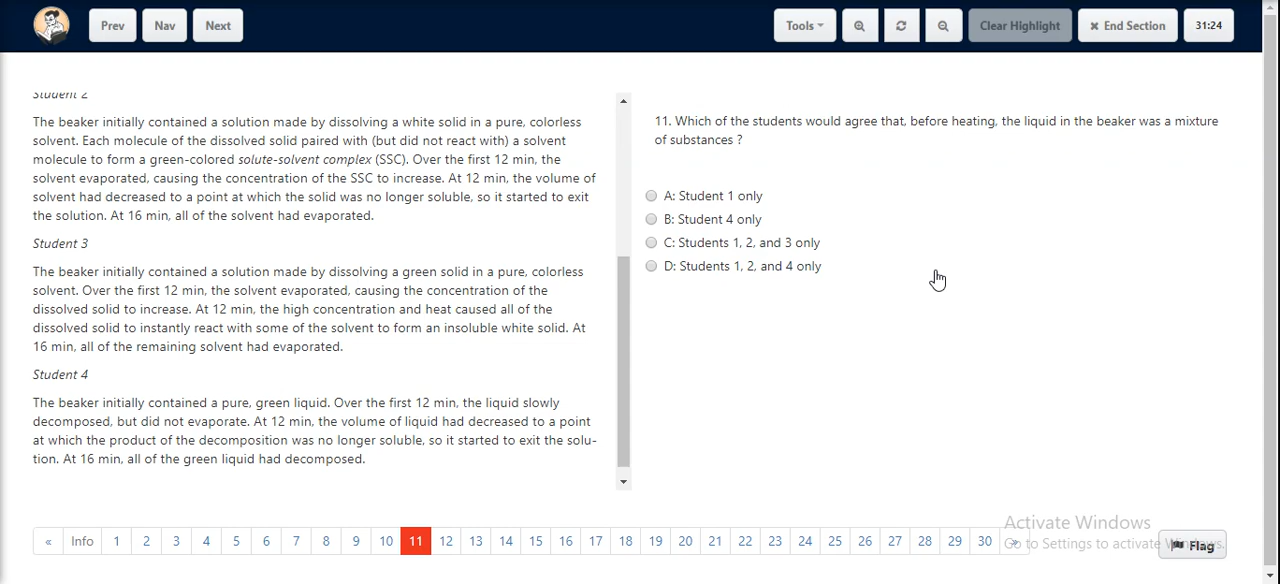 Prev
Nav
Next
Tools
Clear Highlight
End Section
31:24
Student 2
The beaker initially contained a solution made by dissolving a white solid in a pure, colorless
solvent. Each molecule of the dissolved solid paired with (but did not react with) a solvent
molecule to form a green-colored solute-solvent complex (SSC). Over the first 12 min, the
solvent evaporated, causing the concentration of the SSC to increase. At 12 min, the volume of
solvent had decreased to a point at which the solid was no longer soluble, so it started to exit
the solution. At 16 min, all of the solvent had evaporated.
Student 3
The beaker initially contained a solution made by dissolving a green solid in a pure, colorless
solvent. Over the first 12 min, the solvent evaporated, causing the concentration of the
dissolved solid to increase. At 12 min, the high concentration and heat caused all of the
dissolved solid to instantly react with some of the solvent to form an insoluble white solid. At
16 min, all of the remaining solvent had evaporated.
Student 4
The beaker initially contained a pure, green liquid. Over the first 12 min, the liquid slowly
decomposed, but did not evaporate. At 12 min, the volume of liquid had decreased to a point
at which the product of the decomposition was no longer soluble, so it started to exit the solu-
tion. At 16 min, all of the green liquid had decomposed.
11. Which of the students would agree that, before heating, the liquid in the beaker was a mixture
of substances ?
A: Student 1 only
B: Student 4 only
C: Students 1, 2, and 3 only
D: Students 1, 2, and 4 only
« Info 1 2 3 4 5 6 7 8 9 10 11 12 13 14 15 16 17 18 19 20 21 22 23 24 25 26 27 28 29 30 »
Activate Windows
Go to Settings to activate Windows.
Flag